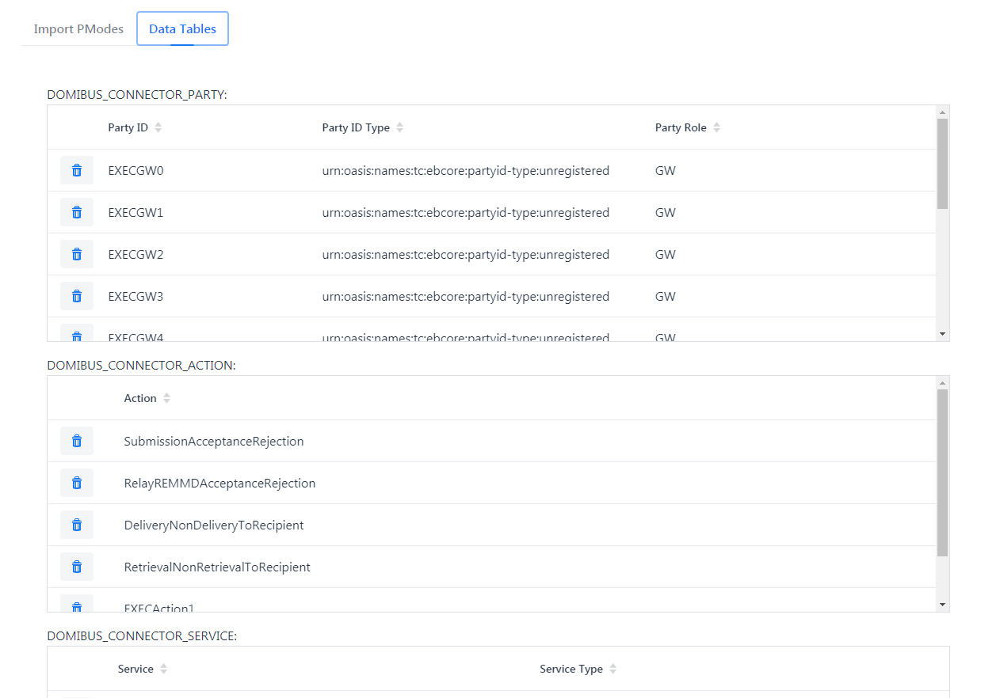 Import PModes Data Tables
DOMIBUS_CONNECTOR_PARTY:
Party ID Party ID Type Party Role
EXECGW0 urn:oasis:names:tc:ebcore:partyid-type:unregistered GW
EXECGW1 urn:oasis:names:tc:ebcore:partyid-type:unregistered GW
EXECGW2 urn:oasis:names:tc:ebcore:partyid-type:unregistered GW
EXECGW3 urn:oasis:names:tc:ebcore:partyid-type:unregistered GW
EXECGW4 urn:oasis:names:tc:ebcore:partyid-type:unregistered GW
DOMIBUS_CONNECTOR_ACTION:
Action
SubmissionAcceptanceRejection
RelayREMMDAcceptanceRejection
DeliveryNonDeliveryToRecipient
RetrievalNonRetrievalToRecipient
EXECAction1
DOMIBUS_CONNECTOR_SERVICE:
Service Service Type